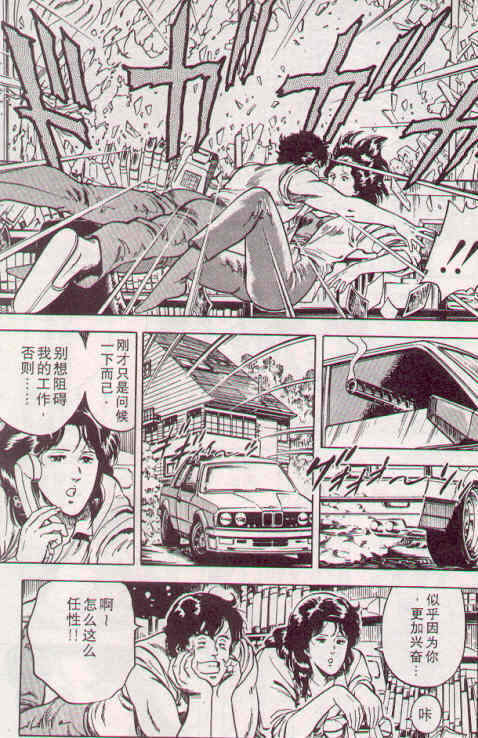 ドガガガ
!!
刚才只是问候
一下而已．
别想阻碍
我的工作，
否则………
似乎因为你
，更加兴奋…
咔
啊～
怎么这么
任性!!